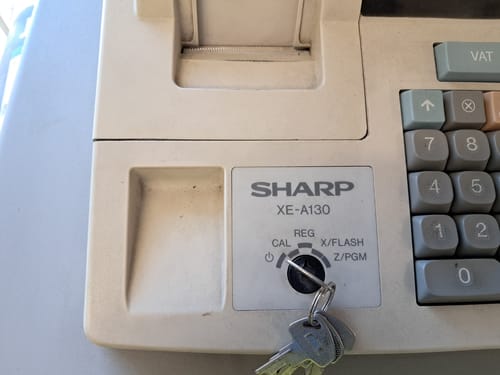 VAT
↑ ⊗
7 8
SHARP
XE-A130
4 5
REG
CAL X/FLASH
⏻ Z/PGM
1 2
0